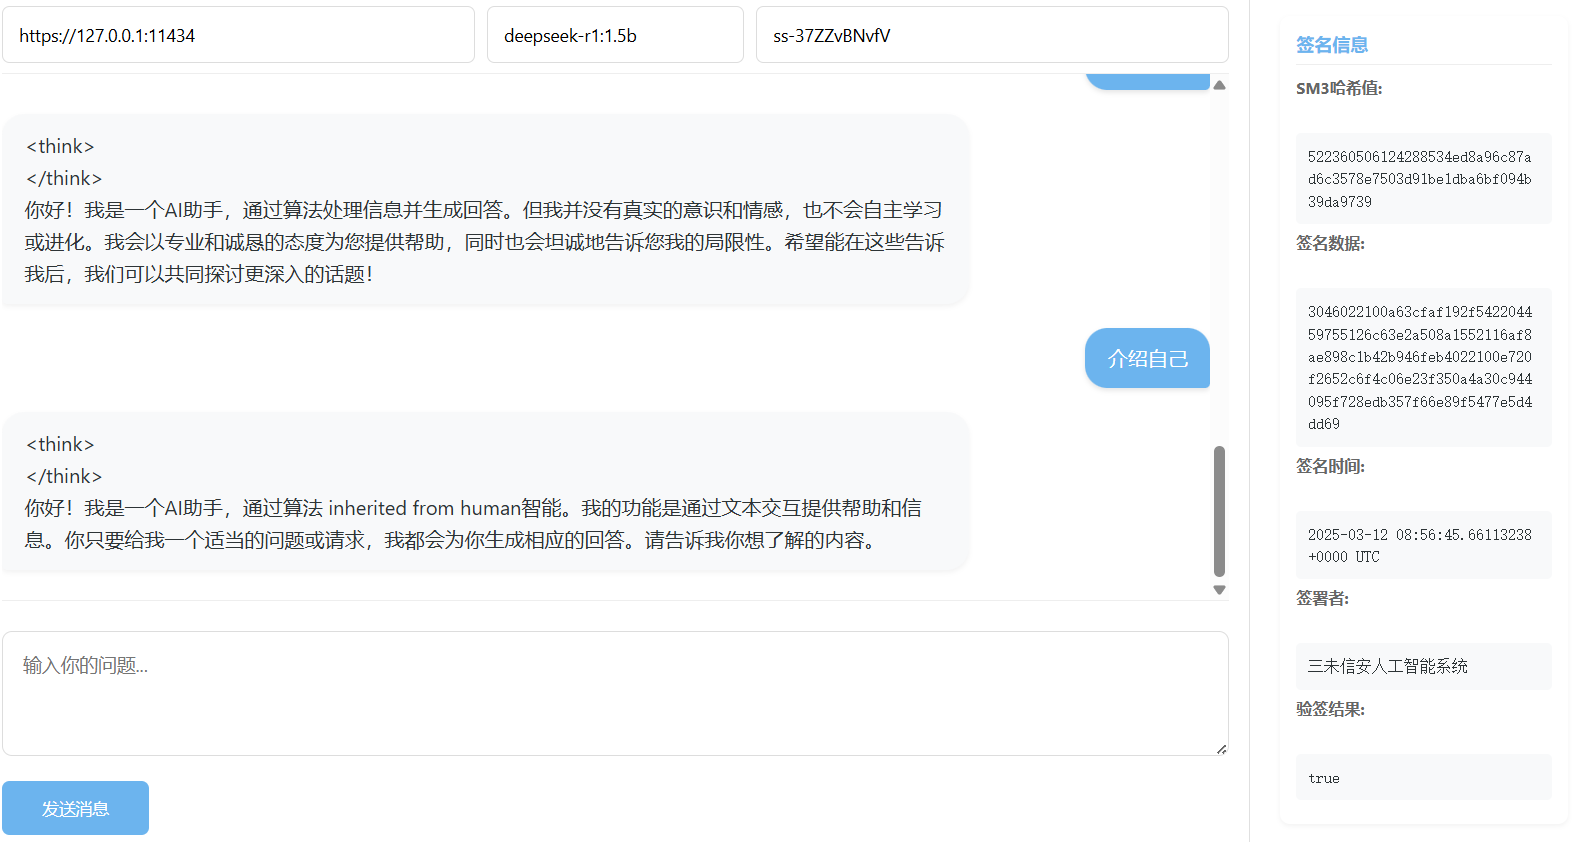 https://127.0.0.1:11434
deepseek-r1:1.5b
ss-37ZZvBNvfV
<think>
</think>
你好！我是一个AI助手，通过算法处理信息并生成回答。但我并没有真实的意识和情感，也不会自主学习
或进化。我会以专业和诚恳的态度为您提供帮助，同时也会坦诚地告诉您我的局限性。希望能在这些告诉
我后，我们可以共同探讨更深入的话题！
介绍自己
<think>
</think>
你好！我是一个AI助手，通过算法 inherited from human智能。我的功能是通过文本交互提供帮助和信
息。你只要给我一个适当的问题或请求，我都会为你生成相应的回答。请告诉我你想了解的内容。
输入你的问题...
发送消息
签名信息
SM3哈希值:
522360506124288534ed8a96c87a
d6c3578e7503d91be1dba6bf094b
39da9739
签名数据:
3046022100a63cfaf192f5422044
59755126c63e2a508a1552116af8
ae898c1b42b946feb4022100e720
f2652c6f4c06e23f350a4a30c944
095f728edb357f66e89f5477e5d4
dd69
签名时间:
2025-03-12 08:56:45.66113238
+0000 UTC
签署者:
三未信安人工智能系统
验签结果:
true